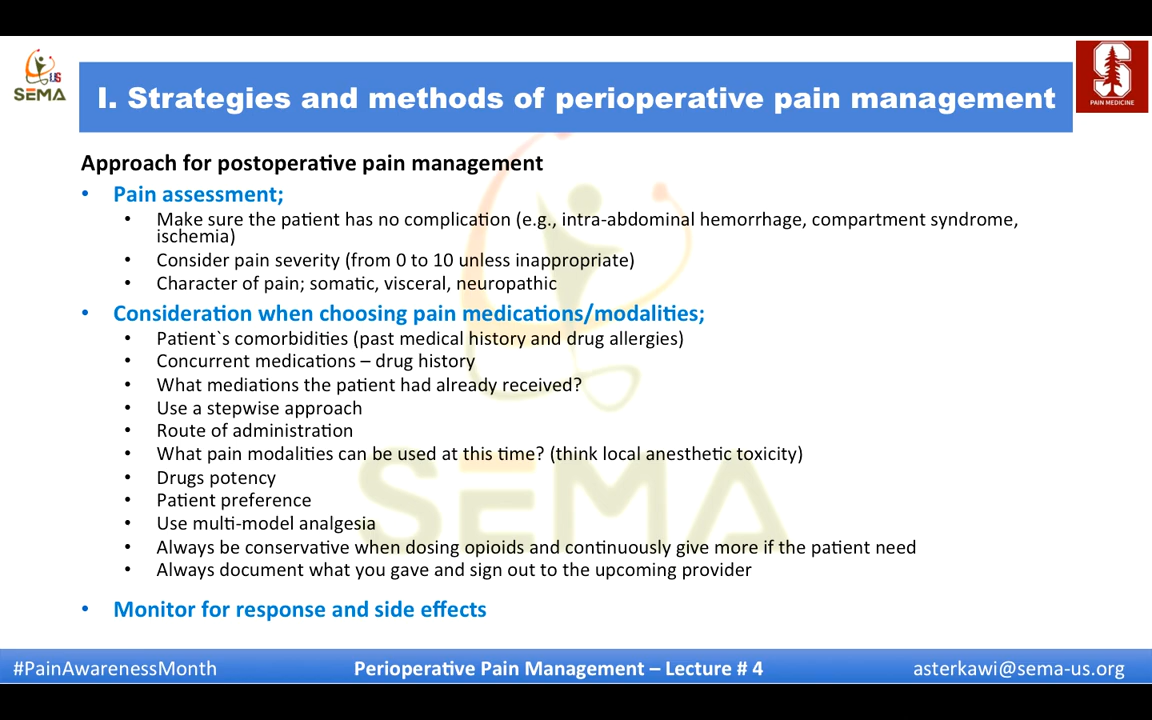 US
SEMA
I. Strategies and methods of perioperative pain management
PAIN MEDICINE
Approach for postoperative pain management
• Pain assessment;
• Make sure the patient has no complication (e.g., intra-abdominal hemorrhage, compartment syndrome,
ischemia)
• Consider pain severity (from 0 to 10 unless inappropriate)
• Character of pain; somatic, visceral, neuropathic
• Consideration when choosing pain medications/modalities;
• Patient`s comorbidities (past medical history and drug allergies)
• Concurrent medications – drug history
• What mediations the patient had already received?
• Use a stepwise approach
• Route of administration
• What pain modalities can be used at this time? (think local anesthetic toxicity)
• Drugs potency
• Patient preference
• Use multi-model analgesia
• Always be conservative when dosing opioids and continuously give more if the patient need
• Always document what you gave and sign out to the upcoming provider
• Monitor for response and side effects
SEMA
#PainAwarenessMonth
Perioperative Pain Management – Lecture # 4
asterkawi@sema-us.org